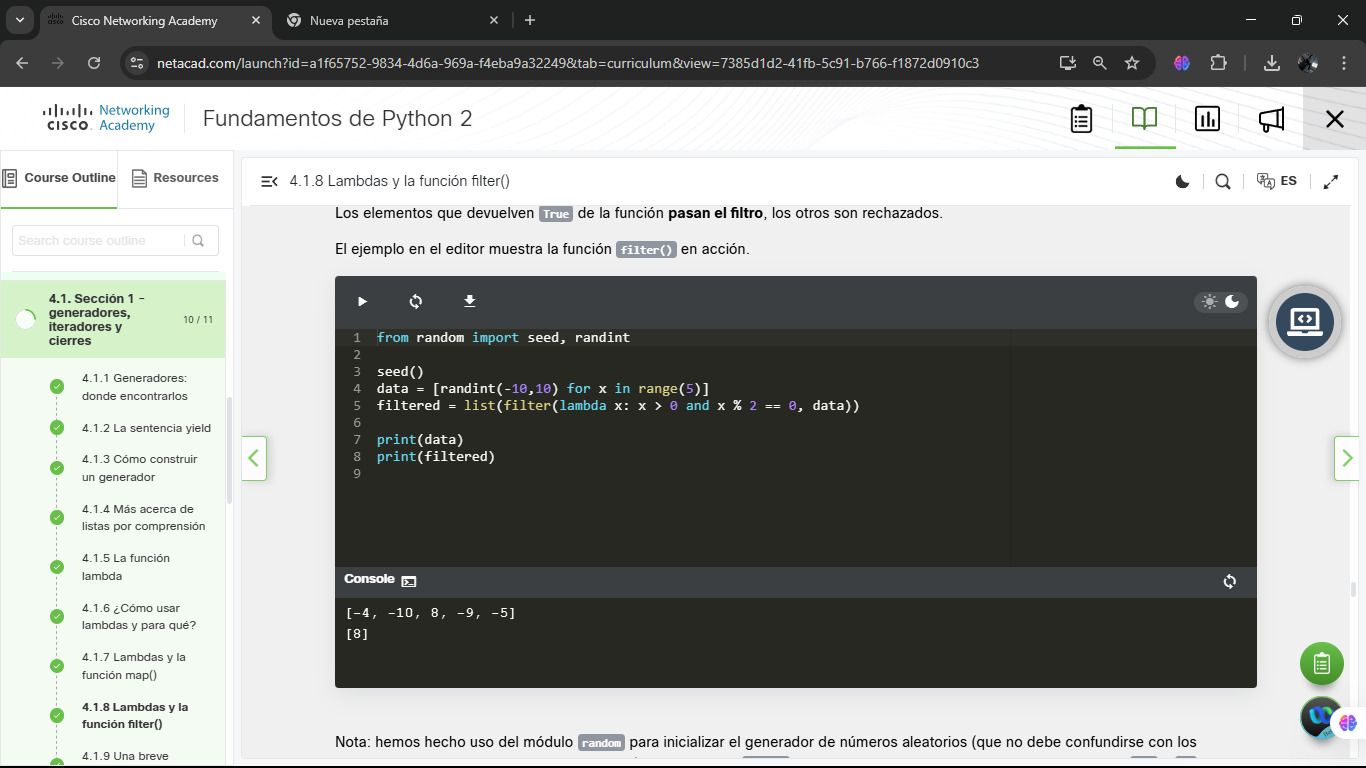 Cisco Networking Academy
Nueva pestaña
netacad.com/launch?id=a1f65752-9834-4d6a-969a-f4eba9a32249&tab=curriculum&view=7385d1d2-41fb-5c91-b766-f1872d0910c3
CISCO Networking Academy
Fundamentos de Python 2
Course Outline
Resources
Search course outline
4.1. Sección 1 -
generadores,
iteradores y
cierres
10 / 11
4.1.1 Generadores:
donde encontrarlos
4.1.2 La sentencia yield
4.1.3 Cómo construir
un generador
4.1.4 Más acerca de
listas por comprensión
4.1.5 La función
lambda
4.1.6 ¿Cómo usar
lambdas y para qué?
4.1.7 Lambdas y la
función map()
4.1.8 Lambdas y la
función filter()
4.1.9 Una breve
4.1.8 Lambdas y la función filter()
ES
Los elementos que devuelven True de la función pasan el filtro, los otros son rechazados.
El ejemplo en el editor muestra la función filter() en acción.
1 from random import seed, randint
2
3 seed()
4 data = [randint(-10,10) for x in range(5)]
5 filtered = list(filter(lambda x: x > 0 and x % 2 == 0, data))
6
7 print(data)
8 print(filtered)
9
Console
[-4, -10, 8, -9, -5]
[8]
Nota: hemos hecho uso del módulo random para inicializar el generador de números aleatorios (que no debe confundirse con los